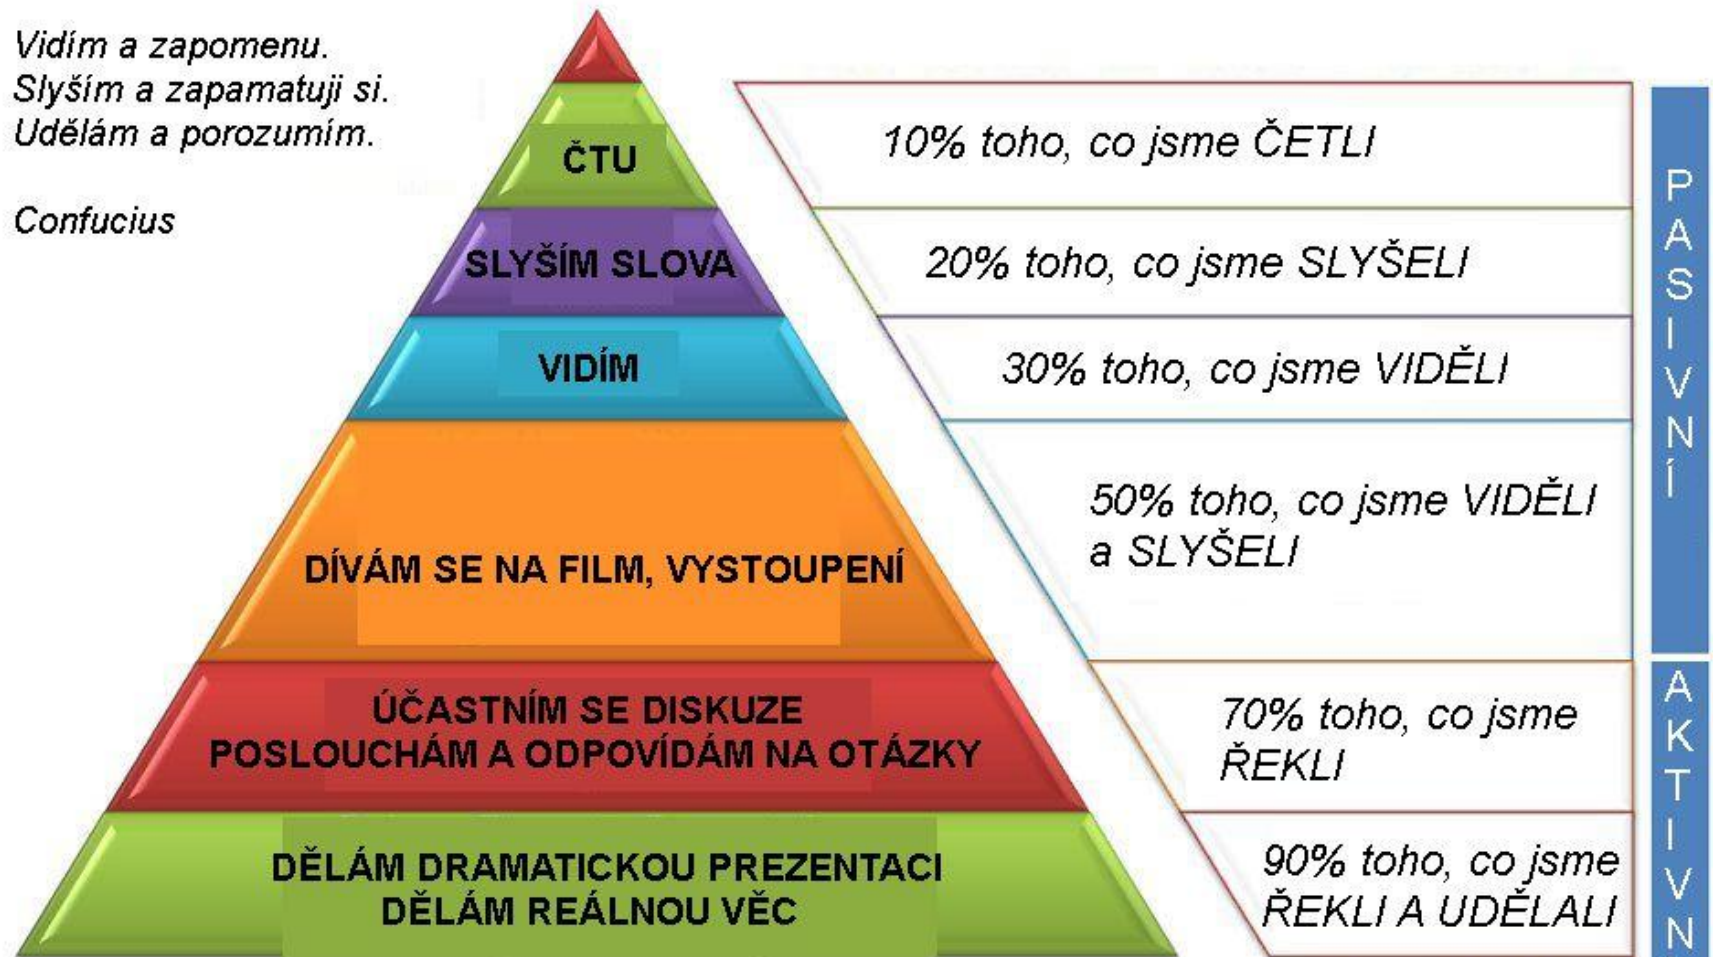 Vidím a zapomenu.
Slyším a zapamatuji si.
Udělám a porozumím.
Confucius
ČTU
10% toho, co jsme ČETLI
SLYŠÍM SLOVA
20% toho, co jsme SLYŠELI
VIDÍM
30% toho, co jsme VIDĚLI
DÍVÁM SE NA FILM, VYSTOUPENÍ
50% toho, co jsme VIDĚLI
a SLYŠELI
ÚČASTNÍM SE DISKUZE
POSLOUCHÁM A ODPOVÍDÁM NA OTÁZKY
70% toho, co jsme
ŘEKLI
DĚLÁM DRAMATICKOU PREZENTACI
DĚLÁM REÁLNOU VĚC
90% toho, co jsme
ŘEKLI A UDĚLALI
PASIVNÍ
AKTIVN